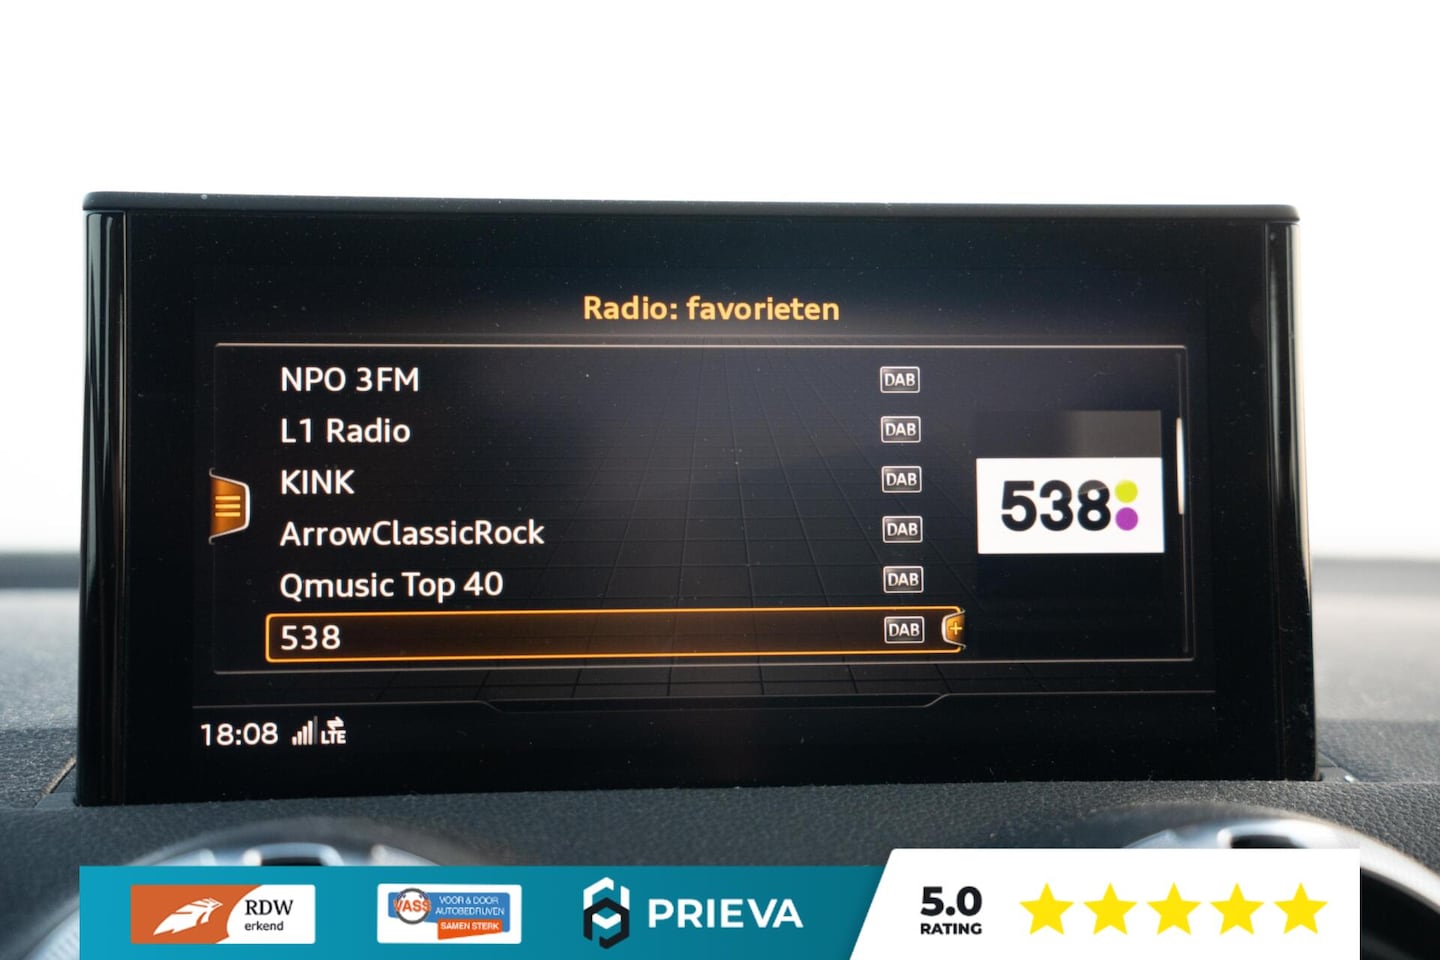 Radio: favorieten
NPO 3FM DAB
L1 Radio DAB
KINK DAB
ArrowClassicRock DAB
Qmusic Top 40 DAB
538 DAB +
538
18:08 LTE
RDW
erkend
VASS
VOOR & DOOR
AUTOBEDRIJVEN
SAMEN STERK
PRIEVA
5.0
RATING